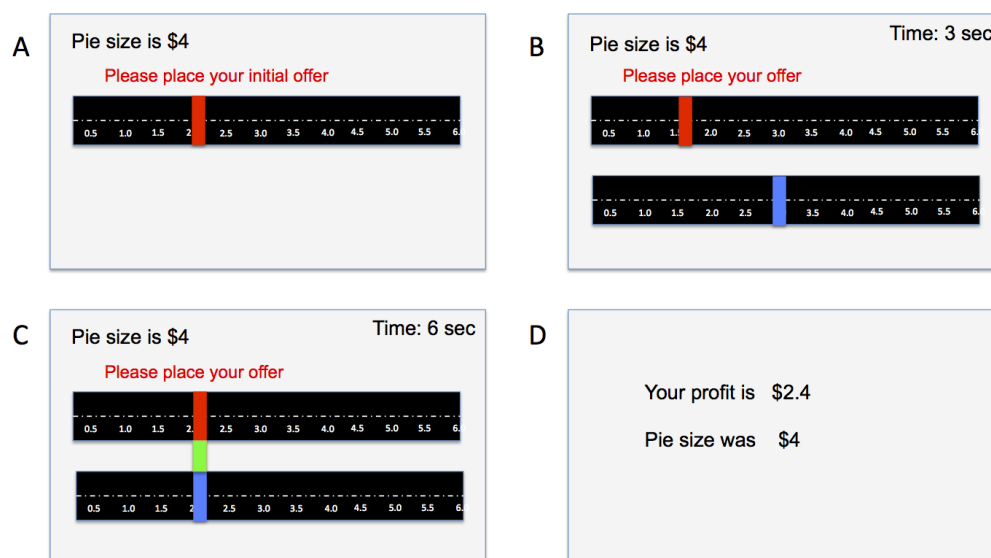 A
Pie size is $4
Please place your initial offer
0.5 1.0 1.5 2.5 3.0 3.5 4.0 4.5 5.0 5.5
B
Time: 3 sec
Pie size is $4
Please place your offer
0.5 1.0 2.0 2.5 3.0 3.5 4.0 4.5 5.0 5.5
0.5 1.0 1.5 2.0 2.5 3.5 4.0 4.5 5.0 5.5
C
Time: 6 sec
Pie size is $4
Please place your offer
0.5 1.0 1.5 2.5 3.0 3.5 4.0 4.5 5.0 5.5
0.5 1.0 1.5 2.5 3.0 3.5 4.0 4.5 5.0 5.5
D
Your profit is $2.4
Pie size was $4